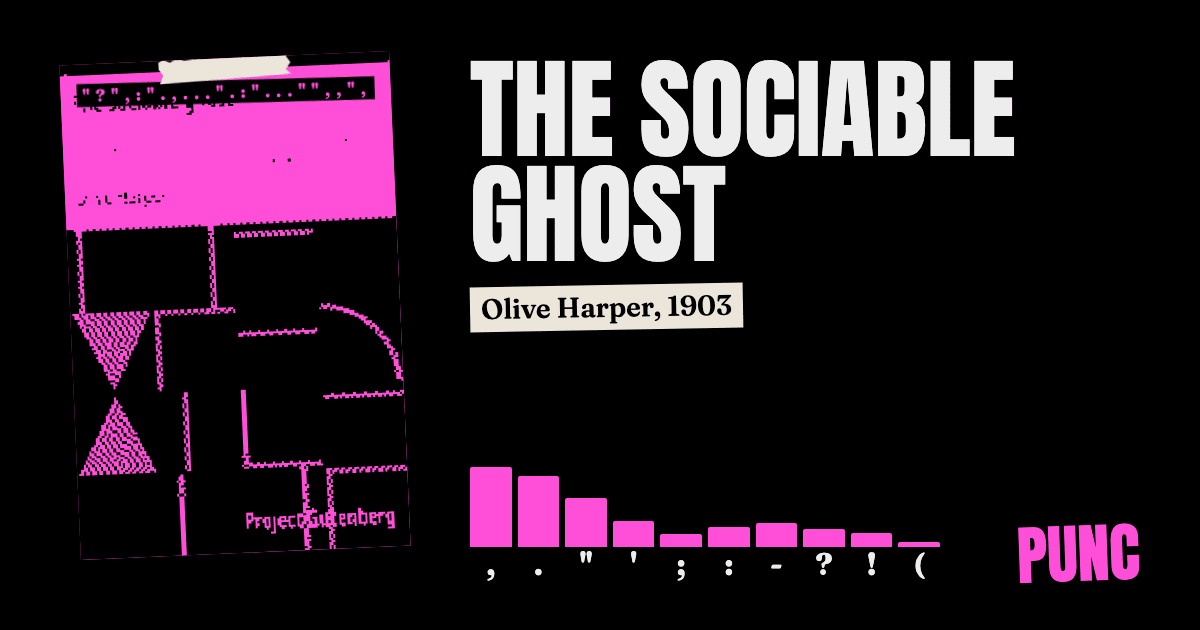 "?",:".,...".:"..."",,",
THE SOCIABLE
GHOST
Olive Harper, 1903
Project Gutenberg
, . " ' ; : - ? ! (
PUNC